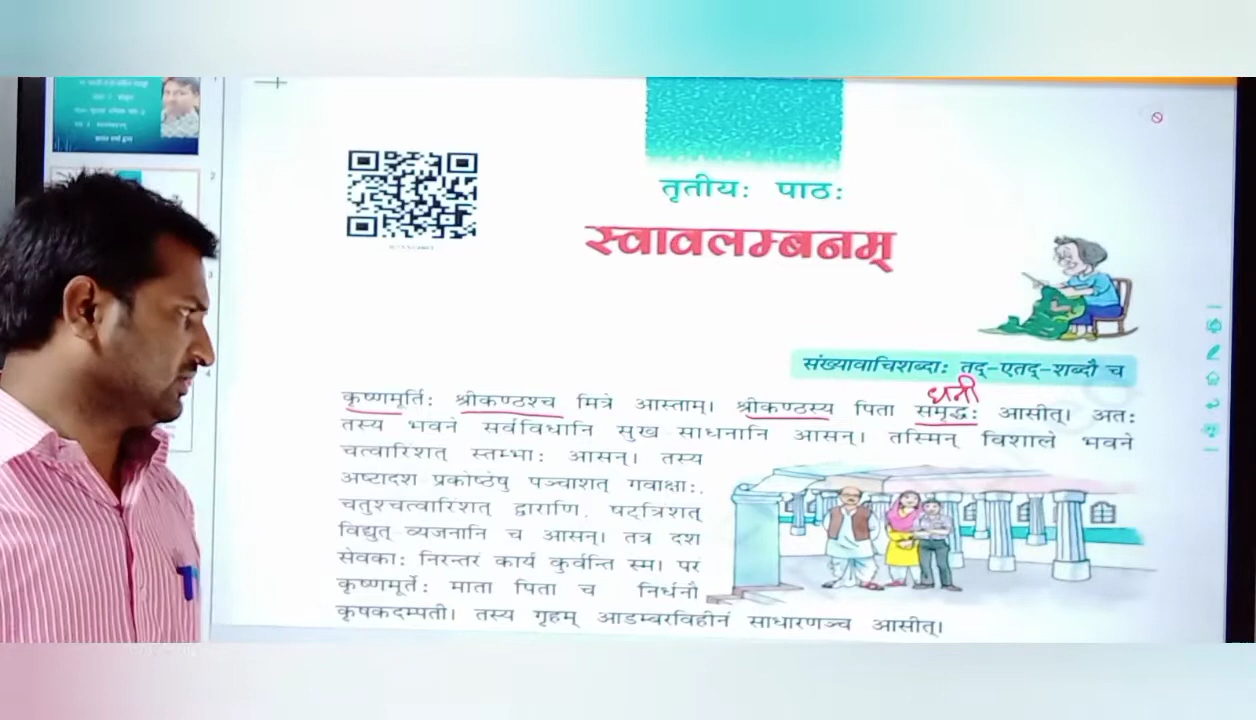 तृतीयः पाठः
स्वावलम्बनम्
संख्यावाचिशब्दाः तद्-एतद्-शब्दौ च
धनी
कृष्णमूर्तिः श्रीकण्ठश्च मित्रे आस्ताम्। श्रीकण्ठस्य पिता समृद्धः आसीत्। अतः
तस्य भवने सर्वविधानि सुख साधनानि आसन्। तस्मिन् विशाले भवने
चत्वारिंशत् स्तम्भाः आसन्। तस्य
अष्टादश प्रकोष्ठेषु पञ्चाशत् गवाक्षाः,
चतुश्चत्वारिंशत् द्वाराणि, षट्त्रिंशत्
विद्युत् व्यजनानि च आसन्। तत्र दश
सेवकाः निरन्तरं कार्यं कुर्वन्ति स्म। परं
कृष्णमूर्तेः माता पिता च निर्धनौ
कृषकदम्पती। तस्य गृहम् आडम्बरविहीनं साधारणञ्च आसीत्।